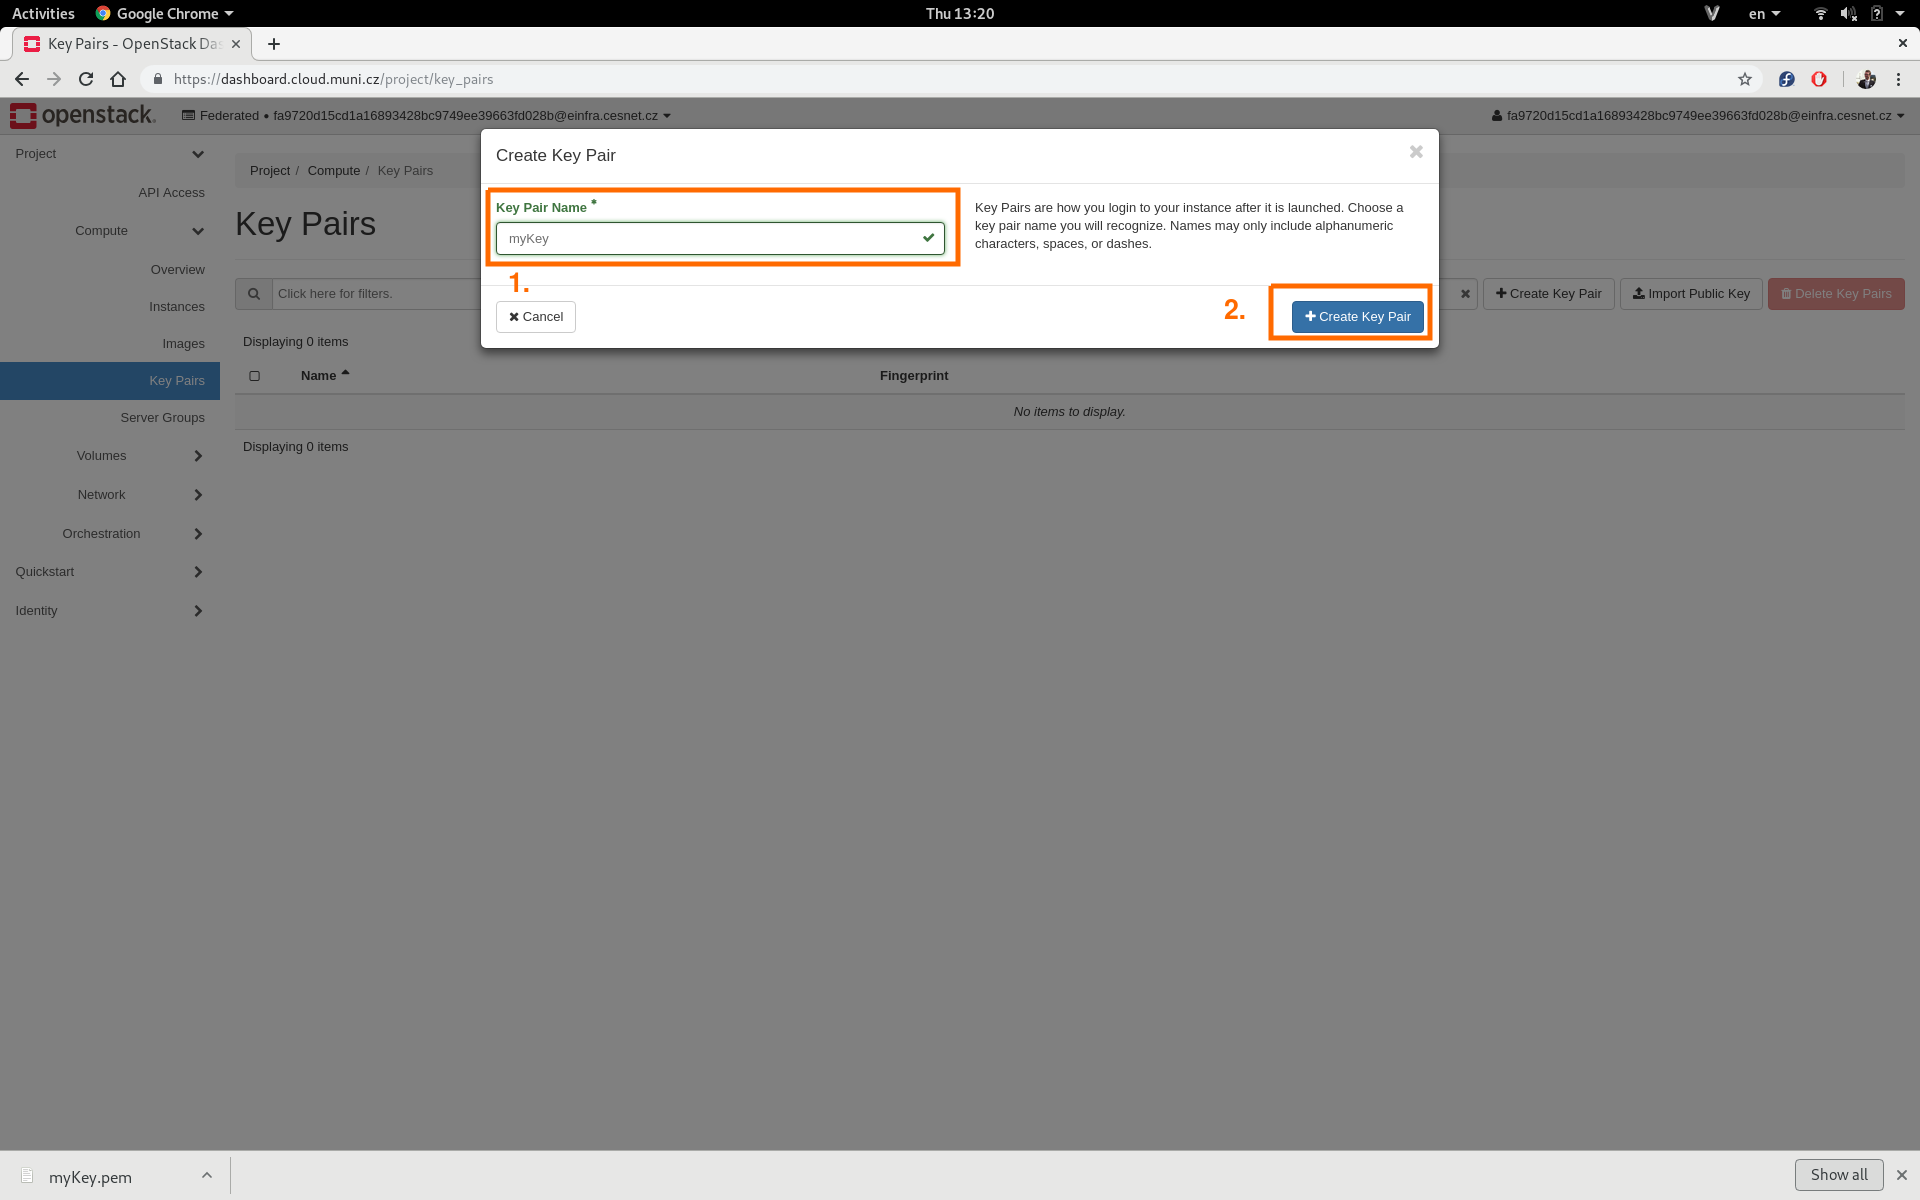 Activities Google Chrome Thu 13:20 en
Key Pairs - OpenStack Das
https://dashboard.cloud.muni.cz/project/key_pairs
openstack. Federated • fa9720d15cd1a16893428bc9749ee39663fd028b@einfra.cesnet.cz fa9720d15cd1a16893428bc9749ee39663fd028b@einfra.cesnet.cz
Project
API Access
Compute
Overview
Instances
Images
Key Pairs
Server Groups
Volumes
Network
Orchestration
Quickstart
Identity
Project / Compute / Key Pairs
Key Pairs
Click here for filters.
Create Key Pair Import Public Key Delete Key Pairs
Displaying 0 items
Name Fingerprint
No items to display.
Displaying 0 items
Create Key Pair
Key Pair Name *
myKey
Key Pairs are how you login to your instance after it is launched. Choose a
key pair name you will recognize. Names may only include alphanumeric
characters, spaces, or dashes.
1.
Cancel
2.
Create Key Pair
myKey.pem Show all